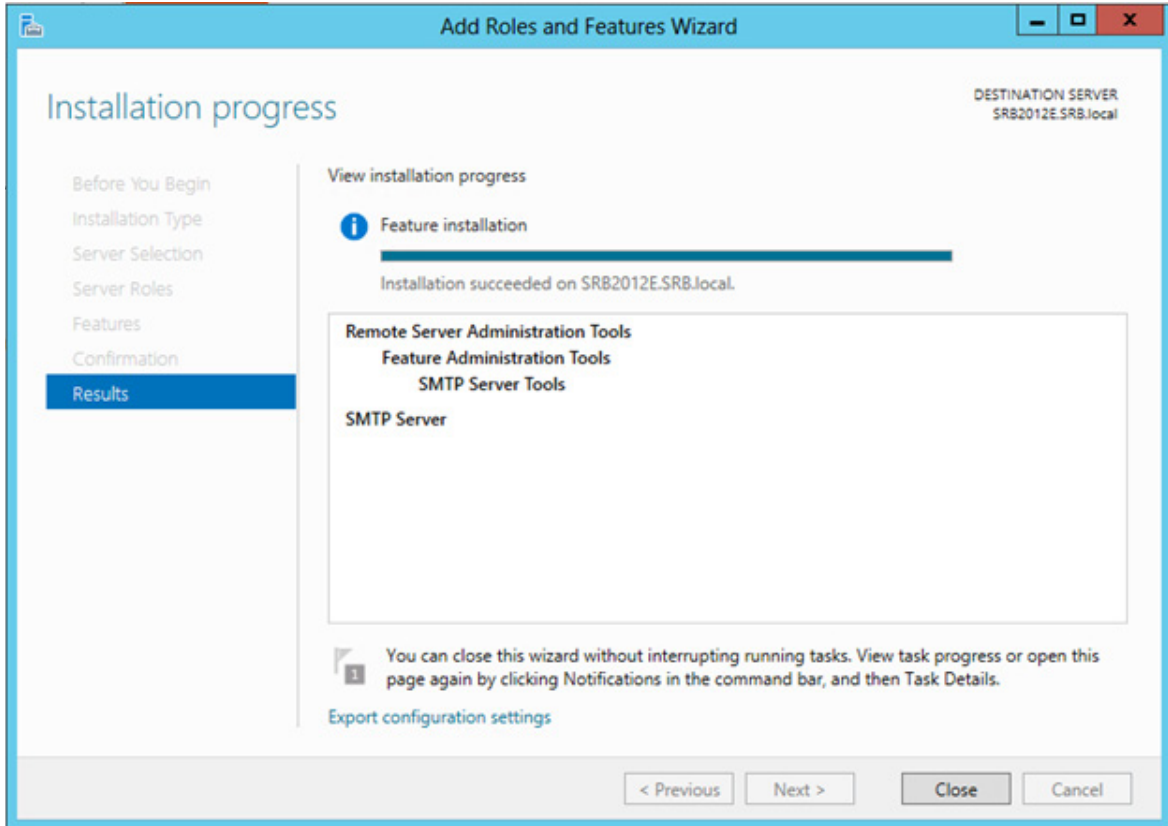 Add Roles and Features Wizard
Installation progress
DESTINATION SERVER
SRB2012E.SRB.local
Before You Begin
Installation Type
Server Selection
Server Roles
Features
Confirmation
Results
View installation progress
Feature installation
Installation succeeded on SRB2012E.SRB.local.
Remote Server Administration Tools
Feature Administration Tools
SMTP Server Tools
SMTP Server
1
You can close this wizard without interrupting running tasks. View task progress or open this
page again by clicking Notifications in the command bar, and then Task Details.
Export configuration settings
< Previous
Next >
Close
Cancel